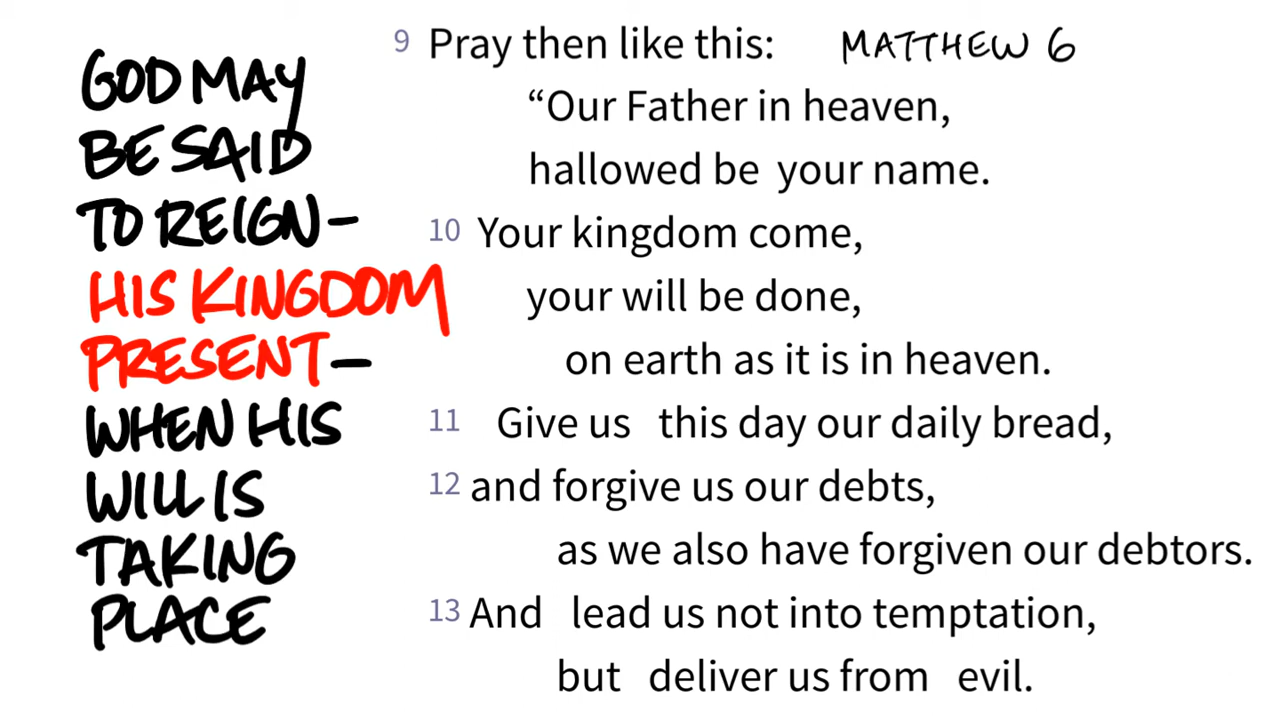 GOD MAY
BE SAID
TO REIGN-
HIS KINGDOM
PRESENT-
WHEN HIS
WILL IS
TAKING
PLACE
9 Pray then like this: MATTHEW 6
“Our Father in heaven,
hallowed be your name.
10 Your kingdom come,
your will be done,
on earth as it is in heaven.
11 Give us this day our daily bread,
12 and forgive us our debts,
as we also have forgiven our debtors.
13 And lead us not into temptation,
but deliver us from evil.